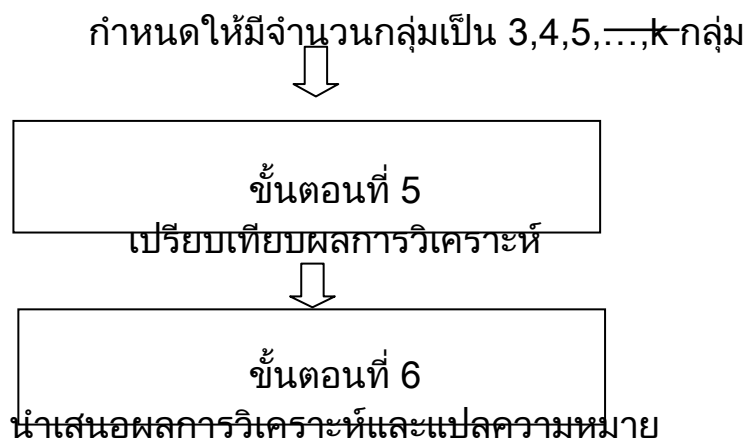 กำหนดให้มีจำนวนกลุ่มเป็น 3,4,5,…,k กลุ่ม
ขั้นตอนที่ 5
เปรียบเทียบผลการวิเคราะห์
ขั้นตอนที่ 6
นำเสนอผลการวิเคราะห์และแปลความหมาย